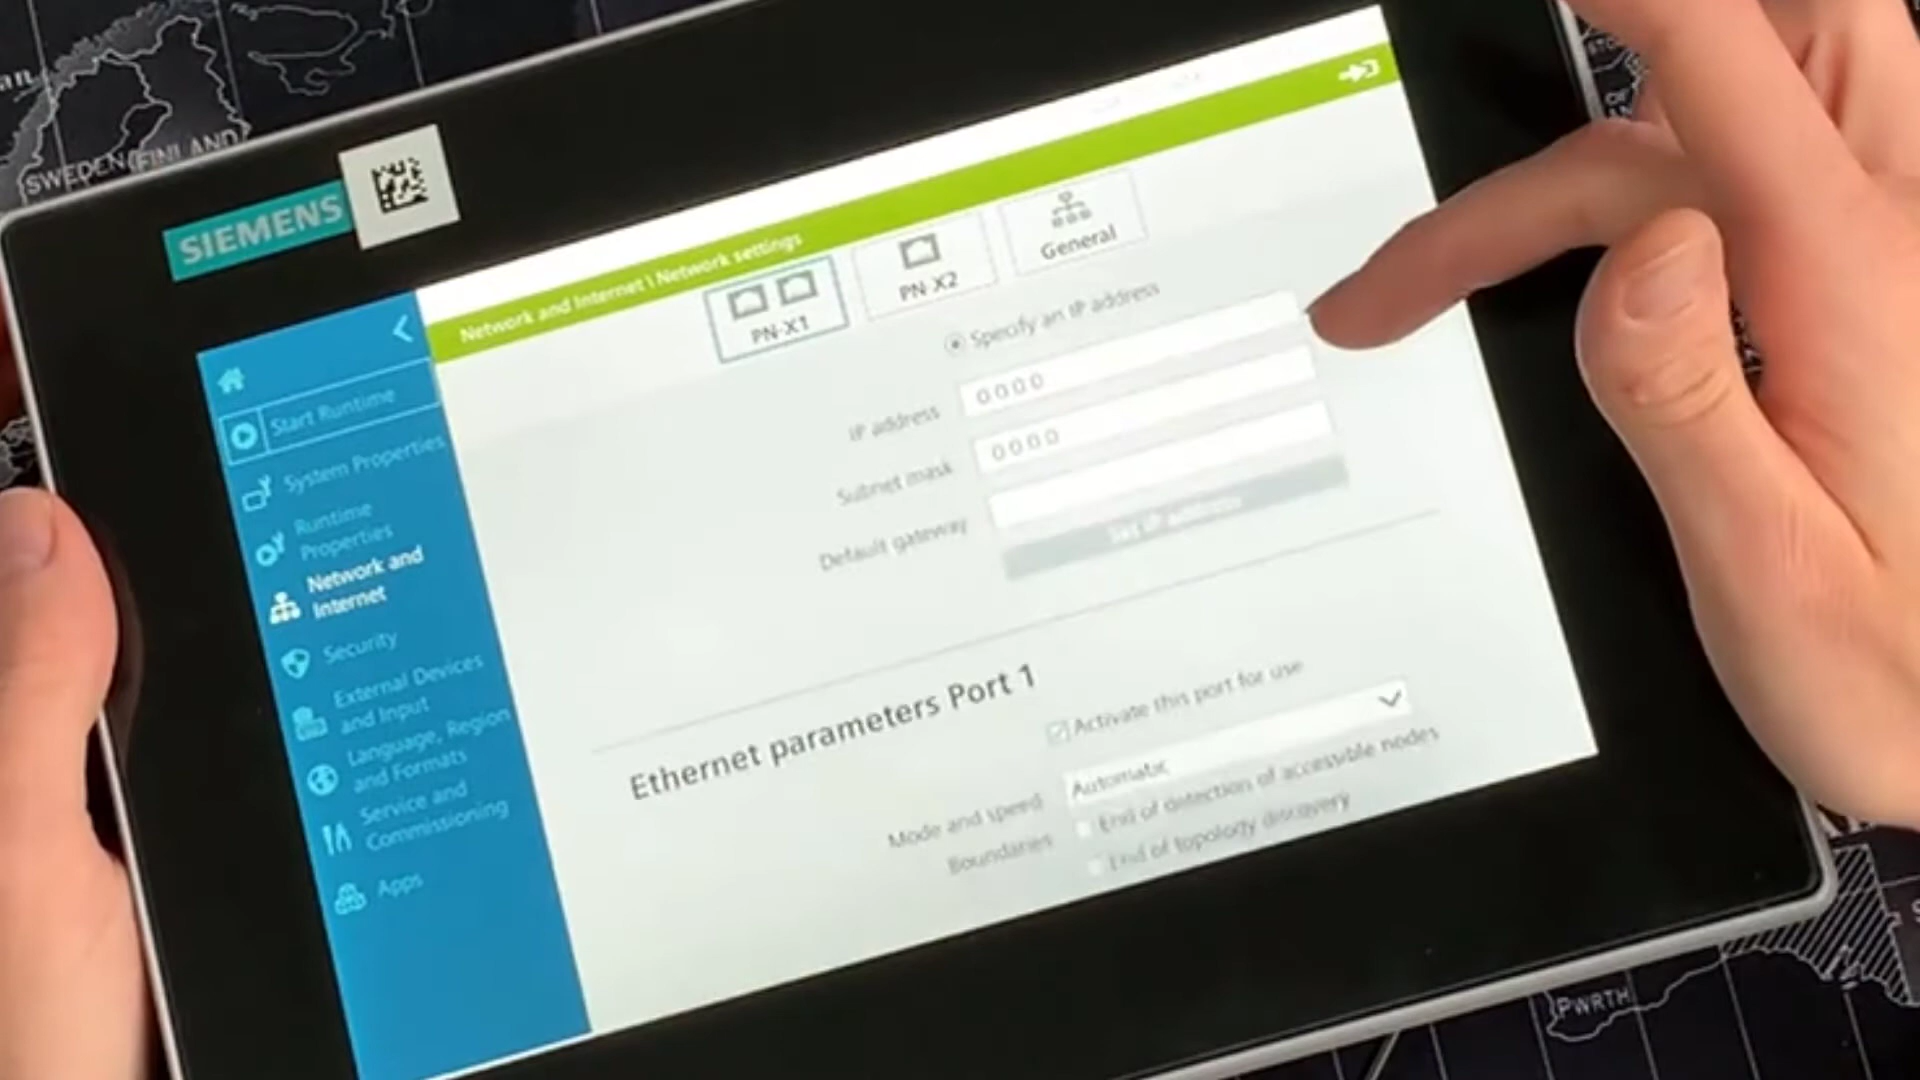 SWEDEN
FINLAND
SIEMENS
Network and Internet \ Network settings
PN-X1
PN-X2
General
Start Runtime
System Properties
Runtime
Properties
Network and
Internet
Security
External Devices
and Input
Language, Region
and Formats
Service and
Commissioning
Apps
Specify an IP address
IP address
0 0 0 0
Subnet mask
0 0 0 0
Default gateway
Ethernet parameters Port 1
Activate this port for use
Mode and speed
Automatic
Boundaries
End of detection of accessible nodes
End of topology discovery
PWRTH